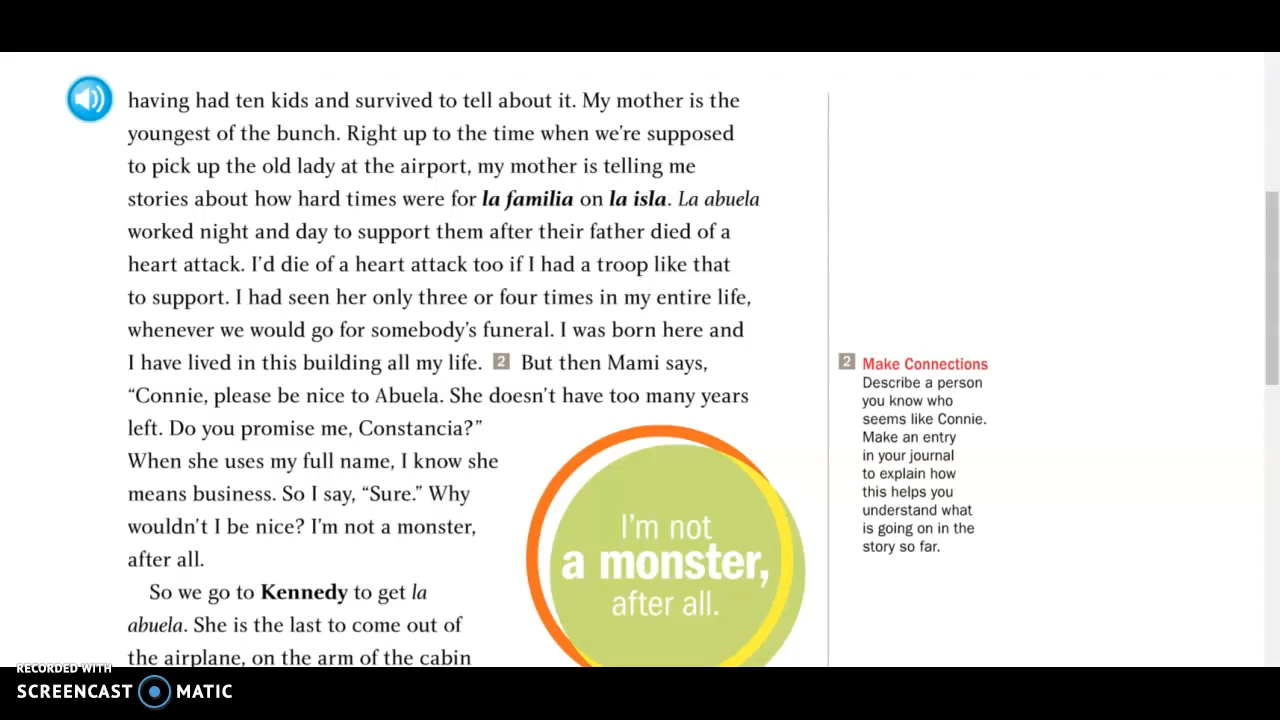 having had ten kids and survived to tell about it. My mother is the
youngest of the bunch. Right up to the time when we're supposed
to pick up the old lady at the airport, my mother is telling me
stories about how hard times were for la familia on la isla. La abuela
worked night and day to support them after their father died of a
heart attack. I'd die of a heart attack too if I had a troop like that
to support. I had seen her only three or four times in my entire life,
whenever we would go for somebody's funeral. I was born here and
I have lived in this building all my life. 2 But then Mami says,
“Connie, please be nice to Abuela. She doesn't have too many years
left. Do you promise me, Constancia?”
When she uses my full name, I know she
means business. So I say, “Sure.” Why
wouldn't I be nice? I'm not a monster,
after all.
So we go to Kennedy to get la
abuela. She is the last to come out of
the airplane, on the arm of the cabin
I'm not
a monster,
after all.
2 Make Connections
Describe a person
you know who
seems like Connie.
Make an entry
in your journal
to explain how
this helps you
understand what
is going on in the
story so far.
RECORDED WITH
SCREENCAST MATIC